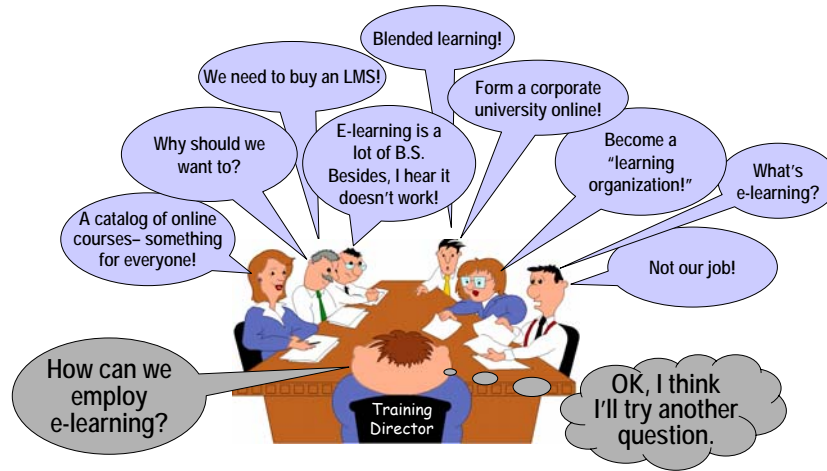 Blended learning!
We need to buy an LMS!
Form a corporate
university online!
Why should we
want to?
E-learning is a
lot of B.S.
Besides, I hear it
doesn't work!
Become a
“learning
organization!”
What's
e-learning?
A catalog of online
courses– something
for everyone!
Not our job!
How can we
employ
e-learning?
OK, I think
I'll try another
question.
Training
Director